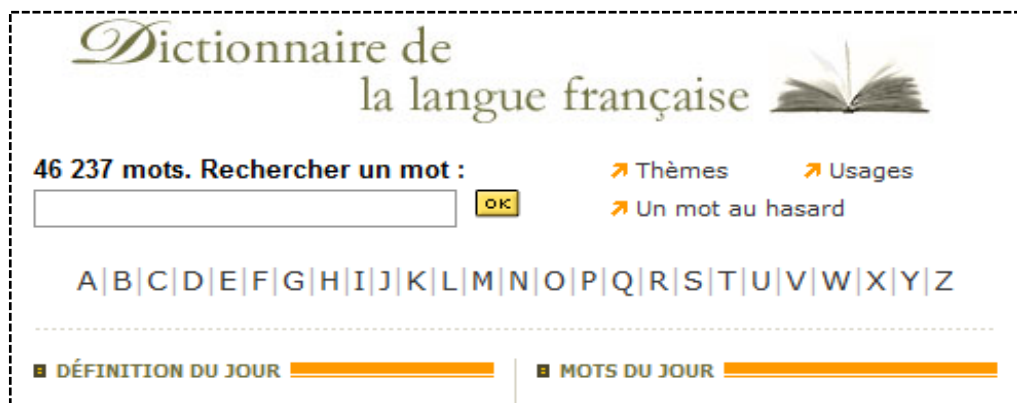 Dictionnaire de
la langue française
46 237 mots. Rechercher un mot :
Thèmes
Usages
OK
Un mot au hasard
A|B|C|D|E|F|G|H|I|J|K|L|M|N|O|P|Q|R|S|T|U|V|W|X|Y|Z
DÉFINITION DU JOUR
MOTS DU JOUR